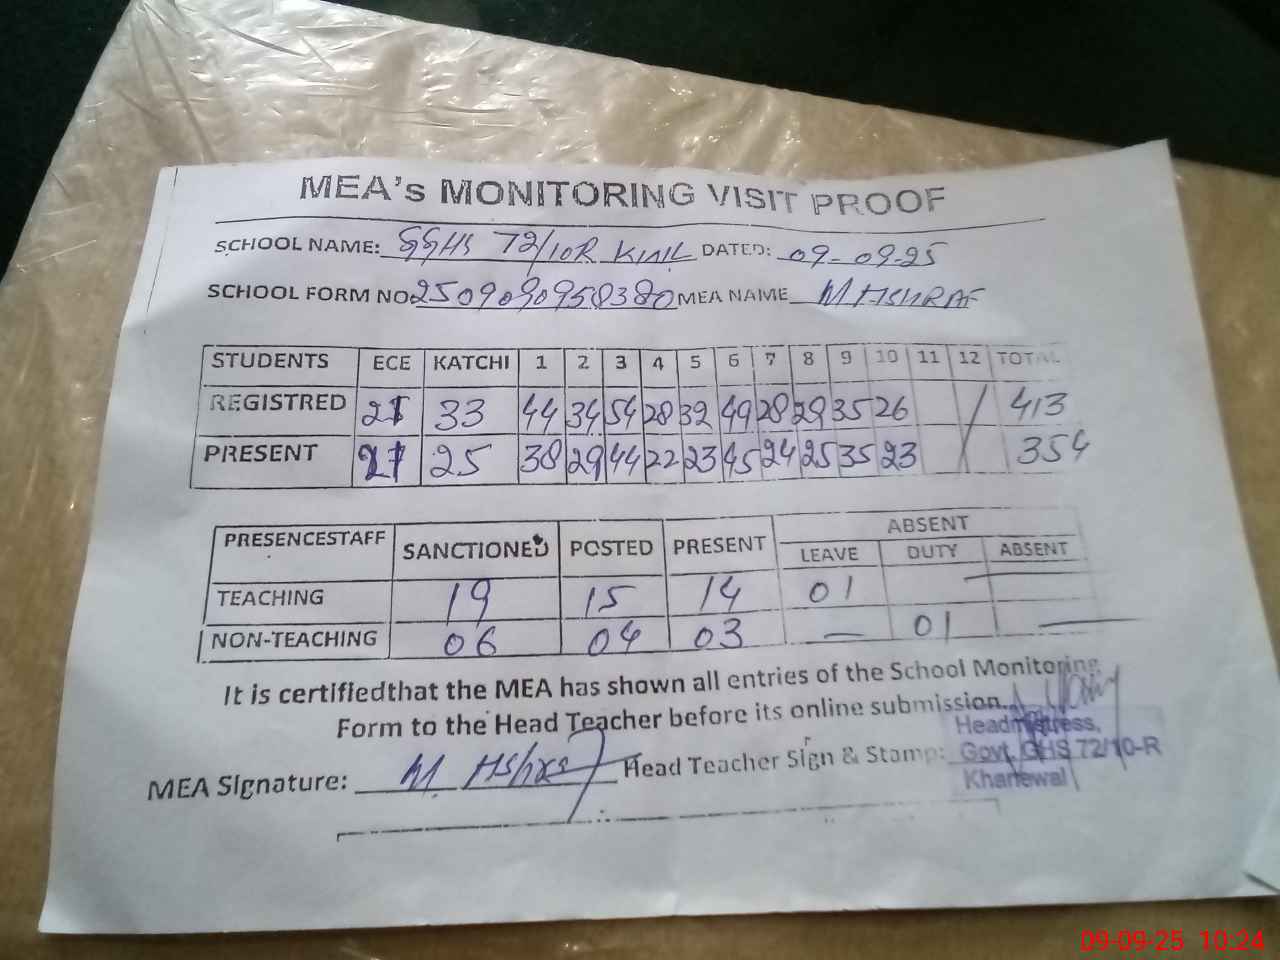 MEA's MONITORING VISIT PROOF
SCHOOL NAME: GGHS 72/10R KWL DATED: 09-09-25
SCHOOL FORM NO 2509090958380 MEA NAME M ASHRAF
STUDENTS ECE KATCHI 1 2 3 4 5 6 7 8 9 10 11 12 TOTAL
REGISTRED 21 33 44 34 54 28 32 49 28 29 35 26 413
PRESENT 21 25 38 29 44 22 23 45 24 25 35 23 354
PRESENCESTAFF SANCTIONED POSTED PRESENT ABSENT
LEAVE DUTY ABSENT
TEACHING 19 15 14 01 —
NON-TEACHING 06 04 03 — 01 —
It is certifiedthat the MEA has shown all entries of the School Monitoring
Form to the Head Teacher before its online submission.
MEA Signature: M. Ashraf Head Teacher Sign & Stamp:
Headmistress,
Govt. GHS 72/10-R
Khanewal
09-09-25 10:24